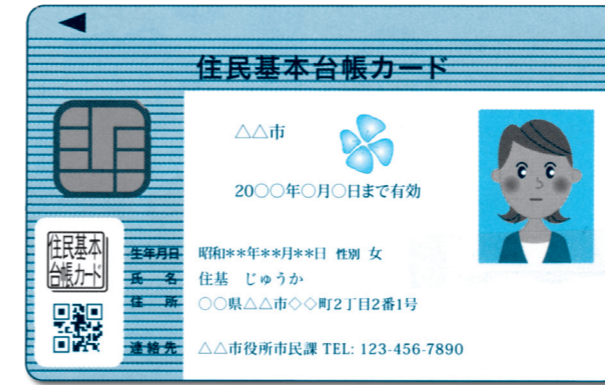 住民基本台帳カード
△△市
20○○年○月○日まで有効
住民基本
台帳カード
生年月日 昭和**年**月**日 性別 女
氏 名 住基 じゅうか
住 所 ○○県△△市◇◇町2丁目2番1号
連絡先 △△市役所市民課 TEL: 123-456-7890